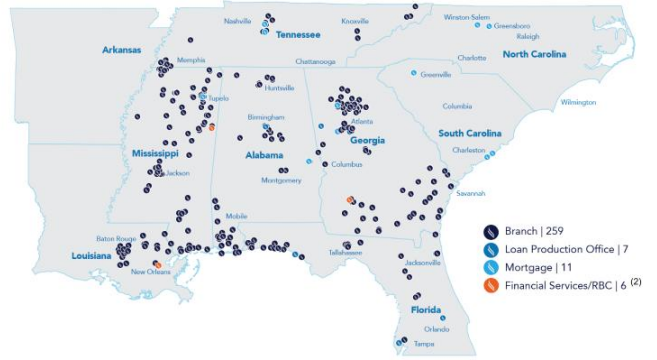 Nashville
Knoxville
Winston-Salem
Greensboro
Tennessee
Raleigh
Arkansas
North Carolina
Memphis
Chattanooga
Charlotte
Greenville
Huntsville
Tupelo
Columbia
Wilmington
Birmingham
Atlanta
South Carolina
Georgia
Mississippi
Alabama
Charleston
Columbus
Jackson
Montgomery
Savannah
Mobile
Branch | 259
Baton Rouge
Loan Production Office | 7
Louisiana
Tallahassee
Jacksonville
Mortgage | 11
New Orleans
Financial Services/RBC | 6 (2)
Florida
Orlando
Tampa